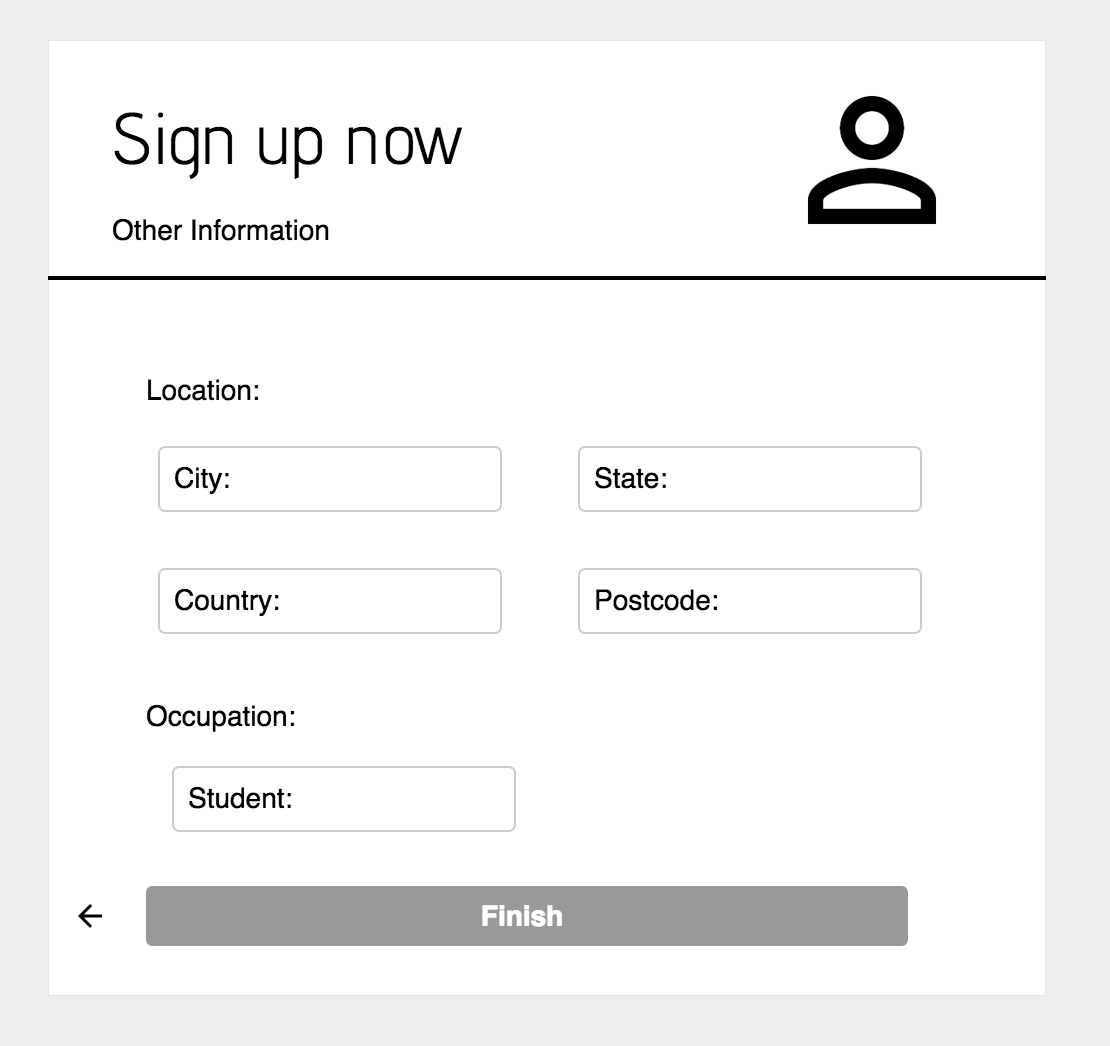 Sign up now
Other Information
Location:
City:
State:
Country:
Postcode:
Occupation:
Student:
Finish